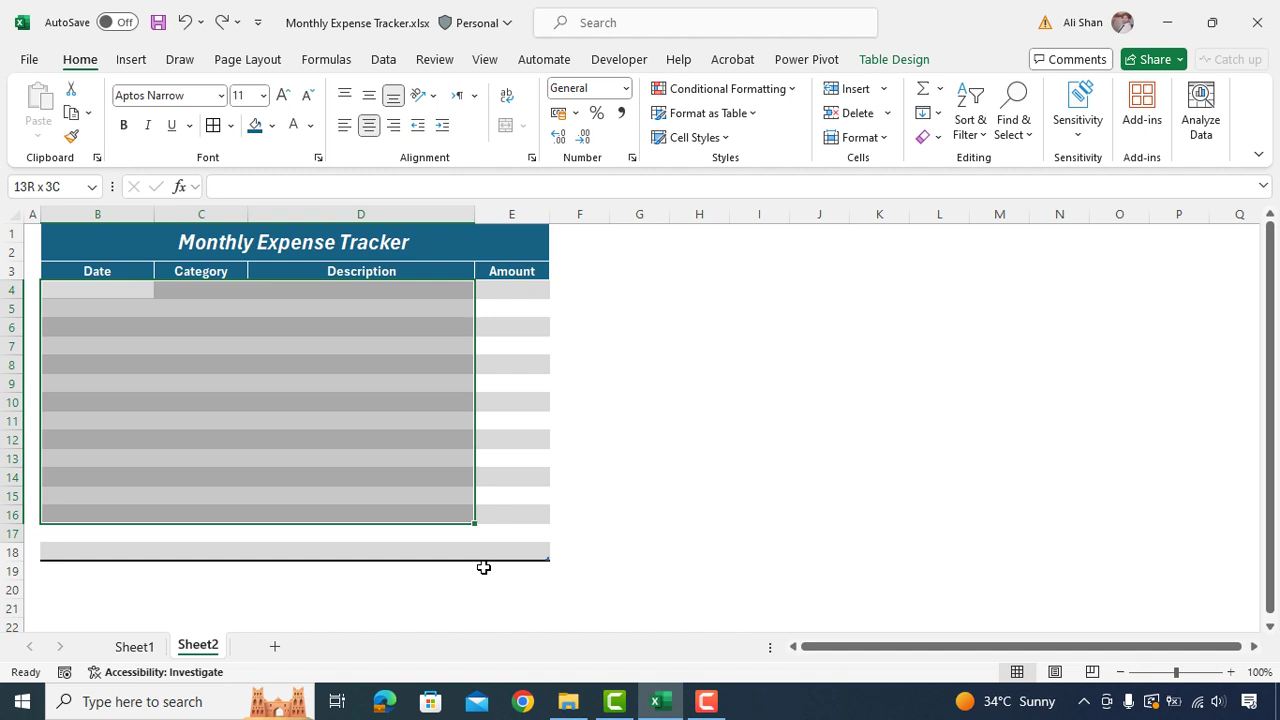 AutoSave Off Monthly Expense Tracker.xlsx Personal Search Ali Shan
File Home Insert Draw Page Layout Formulas Data Review View Automate Developer Help Acrobat Power Pivot Table Design Comments Share Catch up
Paste
Clipboard
Aptos Narrow 11
B I U A
Font
Alignment
General
Number
Conditional Formatting
Format as Table
Cell Styles
Styles
Insert
Delete
Format
Cells
Sort &
Filter
Find &
Select
Editing
Sensitivity
Sensitivity
Add-ins
Add-ins
Analyze
Data
13R x 3C fx
A B C D E F G H I J K L M N O P Q
1 Monthly Expense Tracker
2
3 Date Category Description Amount
4
5
6
7
8
9
10
11
12
13
14
15
16
17
18
19
20
21
22
Sheet1 Sheet2
Ready Accessibility: Investigate 100%
Type here to search 34°C Sunny